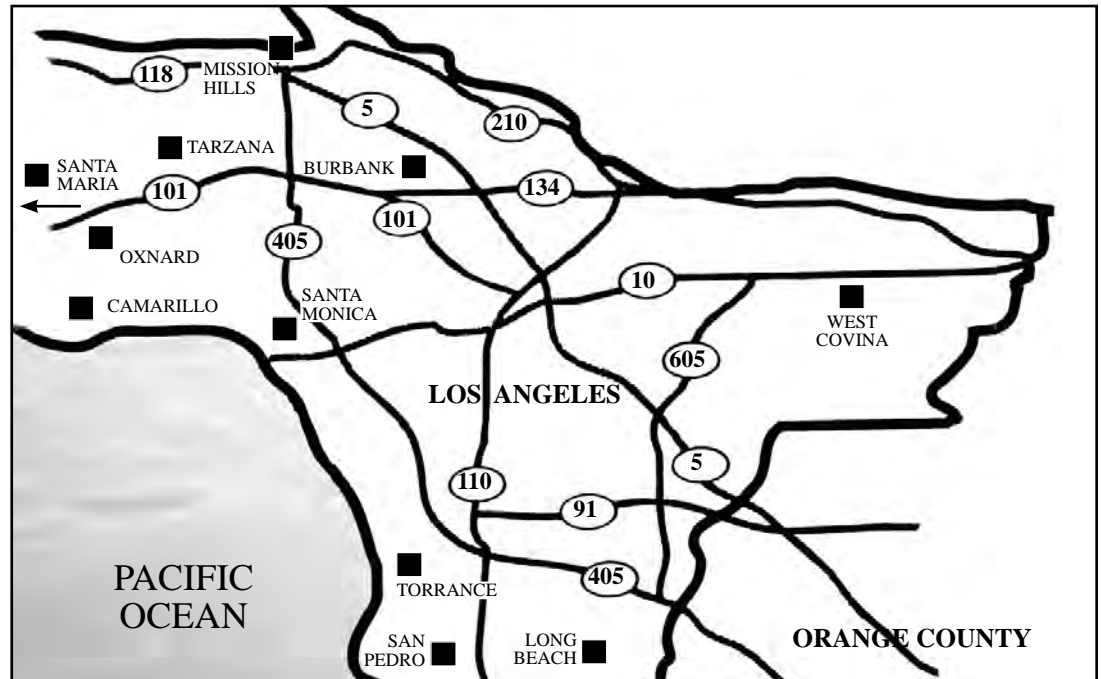 118
MISSION
HILLS
5
210
TARZANA
BURBANK
SANTA
MARIA
101
134
101
405
OXNARD
10
CAMARILLO
SANTA
MONICA
WEST
COVINA
605
LOS ANGELES
110
5
91
PACIFIC
OCEAN
TORRANCE
405
SAN
PEDRO
LONG
BEACH
ORANGE COUNTY